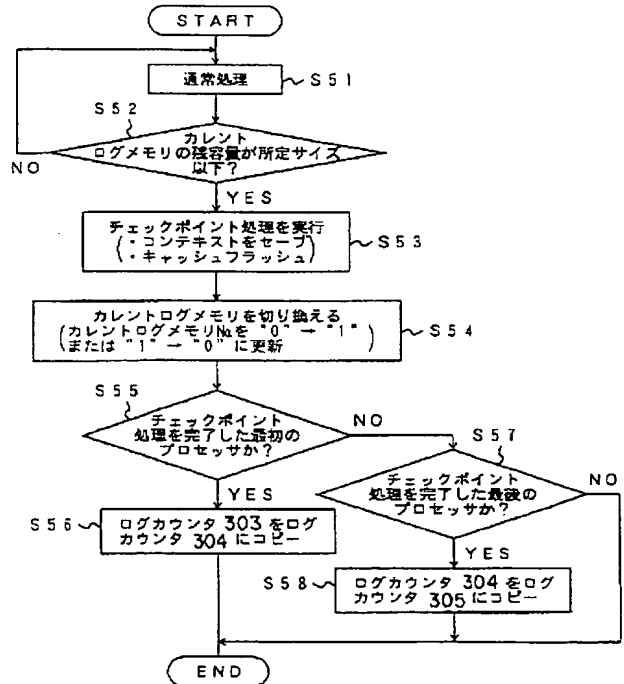 START
通常処理
S51
S52
カレント
ログメモリの残容量が所定サイズ
以下?
NO
YES
チェックポイント処理を実行
(・コンテキストをセーブ)
(・キャッシュフラッシュ)
S53
カレントログメモリを切り換える
(カレントログメモリNoを "0" → "1"
または "1" → "0" に更新)
S54
S55
チェックポイント
処理を完了した最初の
プロセッサか?
NO
YES
S57
チェックポイント
処理を完了した最後の
プロセッサか?
NO
YES
S56
ログカウンタ 303 をログ
カウンタ 304 にコピー
S58
ログカウンタ 304 をログ
カウンタ 305 にコピー
END